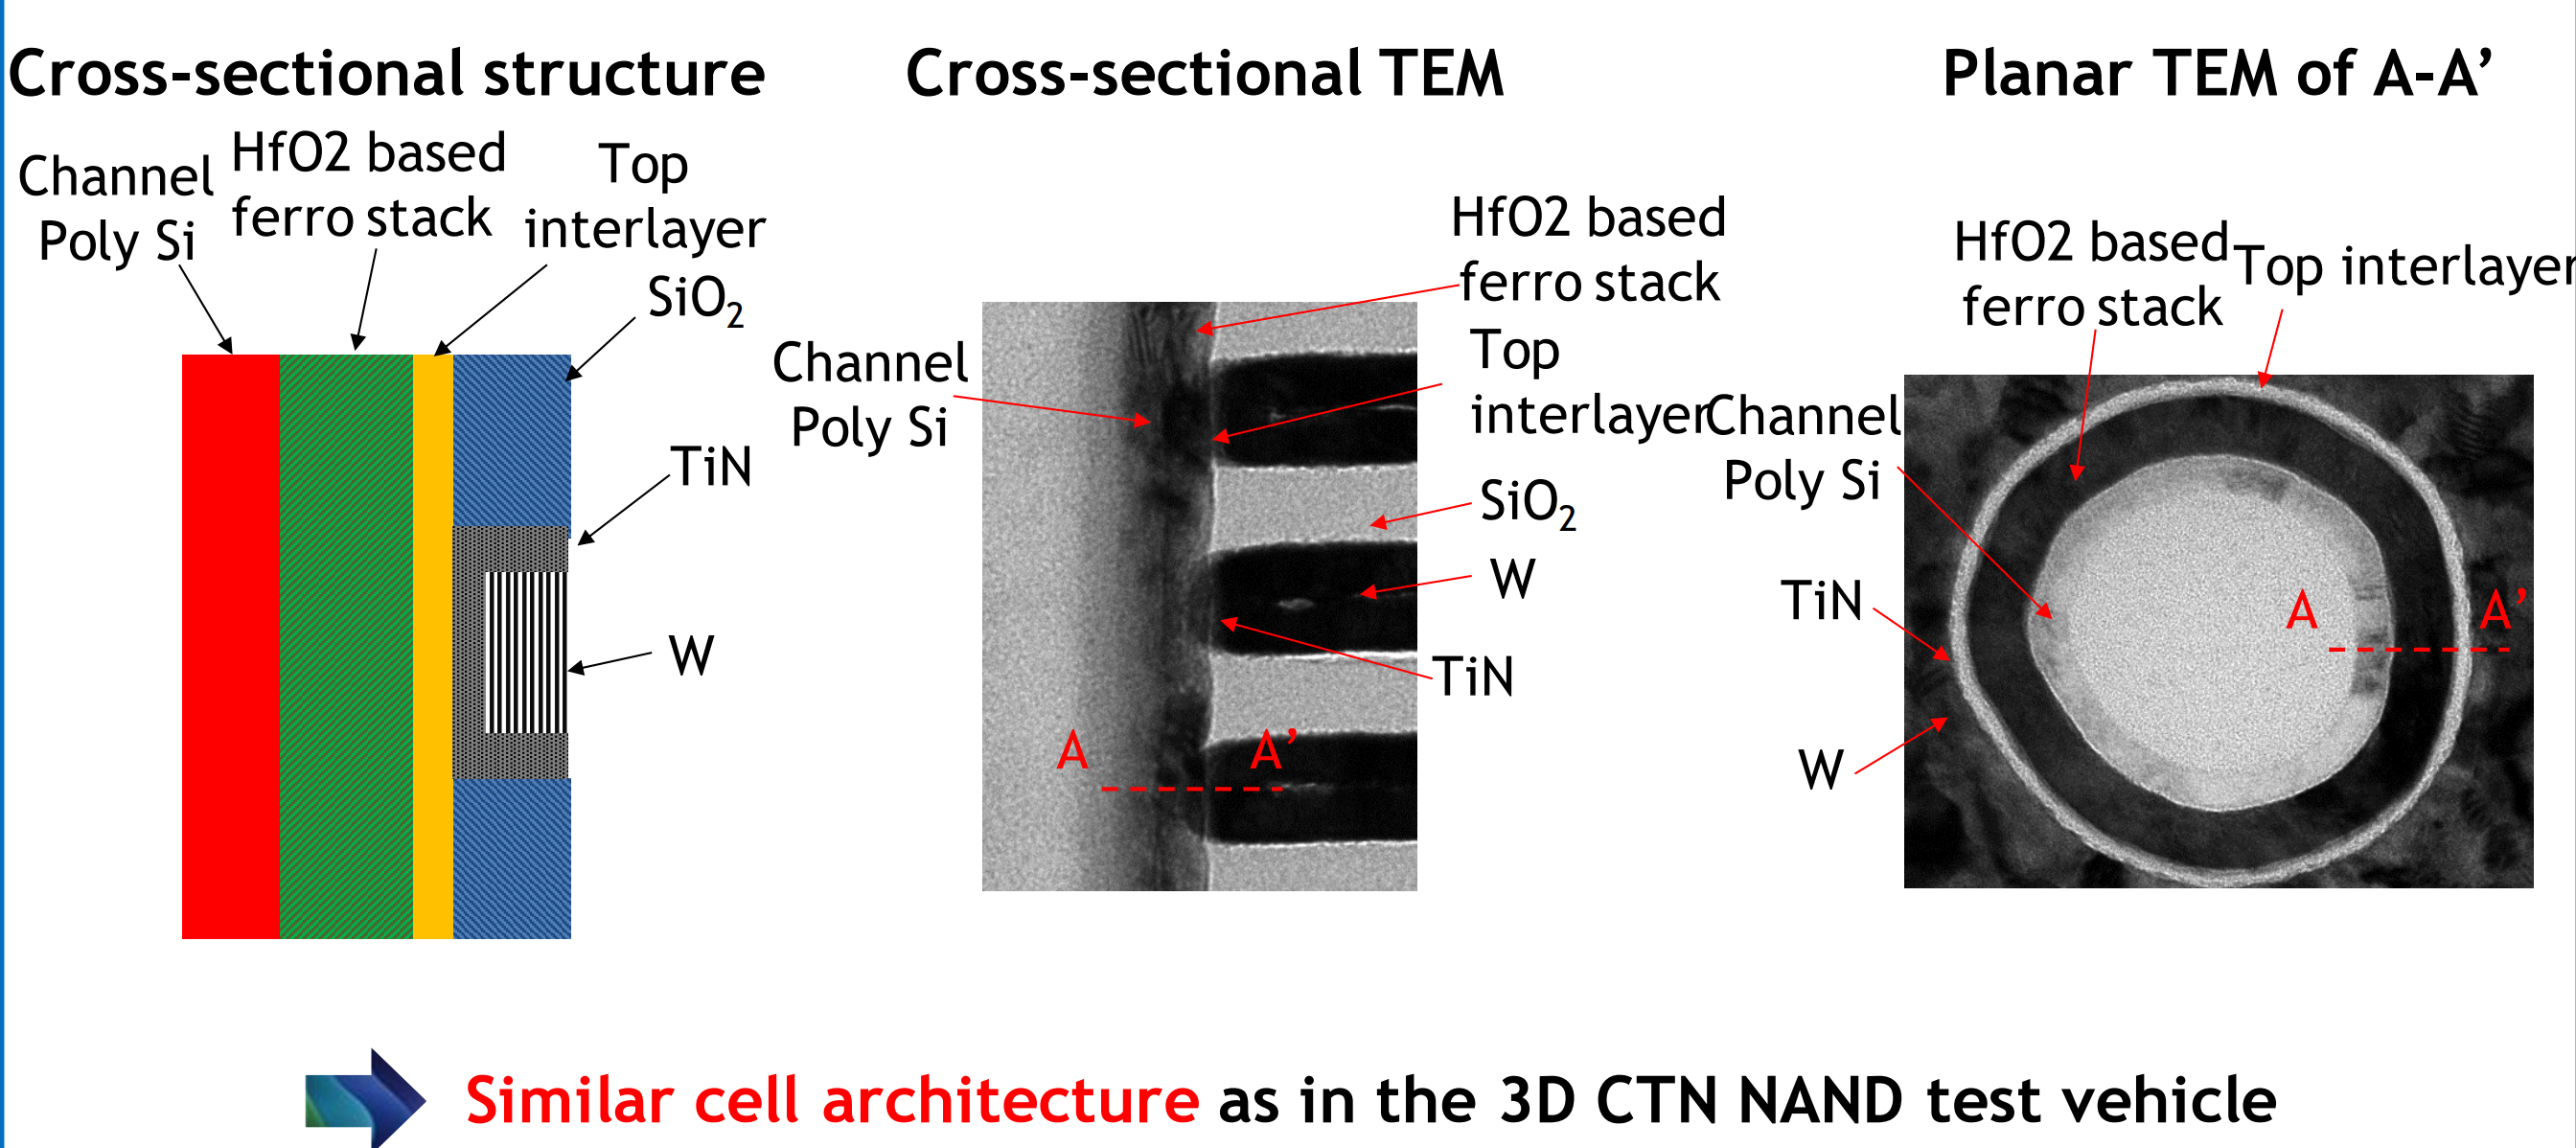 Cross-sectional structure
Channel
Poly Si
HfO2 based
ferro stack
Top
interlayer
SiO₂
TiN
W
Cross-sectional TEM
HfO2 based
ferro stack
Channel
Poly Si
Top
interlayer
SiO₂
W
TiN
A A’
Planar TEM of A-A’
HfO2 based
ferro stack
Top interlayer
Channel
Poly Si
TiN
W
A A’
Similar cell architecture as in the 3D CTN NAND test vehicle